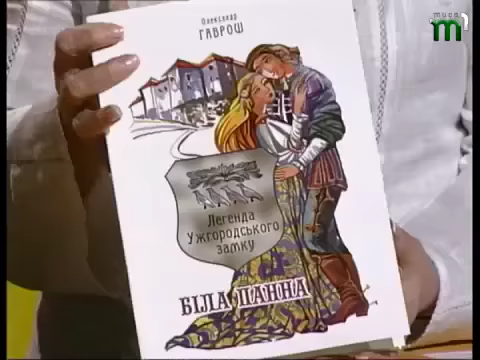 Олександр
ГАВРОШ
Легенда
Ужгородського
замку
БІЛА ПАННА